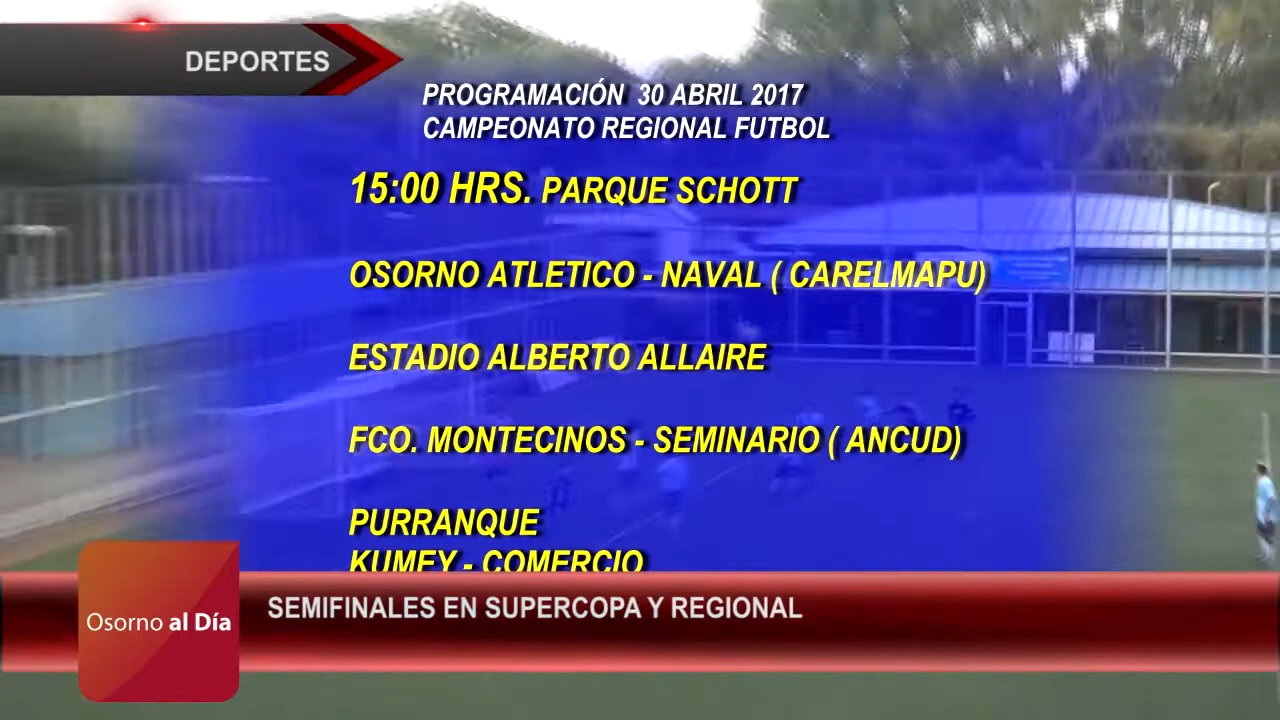 DEPORTES
PROGRAMACIÓN 30 ABRIL 2017
CAMPEONATO REGIONAL FUTBOL
15:00 HRS. PARQUE SCHOTT
OSORNO ATLETICO - NAVAL ( CARELMAPU)
ESTADIO ALBERTO ALLAIRE
FCO. MONTECINOS - SEMINARIO ( ANCUD)
PURRANQUE
KUMEY - COMERCIO
SEMIFINALES EN SUPERCOPA Y REGIONAL
Osorno al Día